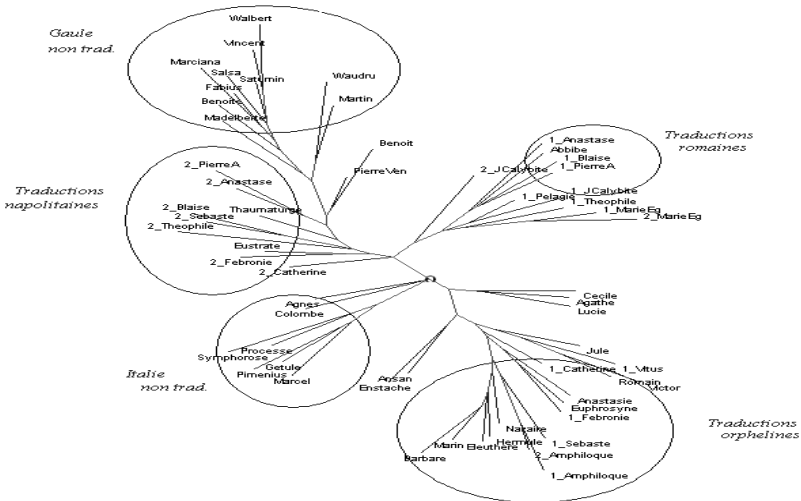 Walbert
Gaule
non trad.
Vincent
Marciana
Salsa
Saturnin
Fabius
Waudru
Benoite
Martin
Madelberte
Benoit
1_Anastase
Traductions
romaines
Abbibe
1_Blaise
1_PierreA
2_PierreA
PierreVen
2_JCalybite
2_Anastase
Traductions
napolitaines
1_JCalybite
1_Pelagie
1_Theophile
2_Blaise
Thaumaturge
1_MarieEg
2_Sebaste
2_MarieEg
2_Theophile
Eustrate
2_Febronie
2_Catherine
Agnes
Colombe
Cecile
Agathe
Lucie
Processe
Symphorose
Getule
Pimenius
Marcel
Italie
non trad.
Jule
1_Catherine
1_Vitus
Ansan
Enstache
Romain
Victor
Anastasie
Euphrosyne
1_Febronie
Traductions
orphelines
Nazaire
Marin
Eleuthere
Hermule
1_Sebaste
Barbare
2_Amphiloque
1_Amphiloque